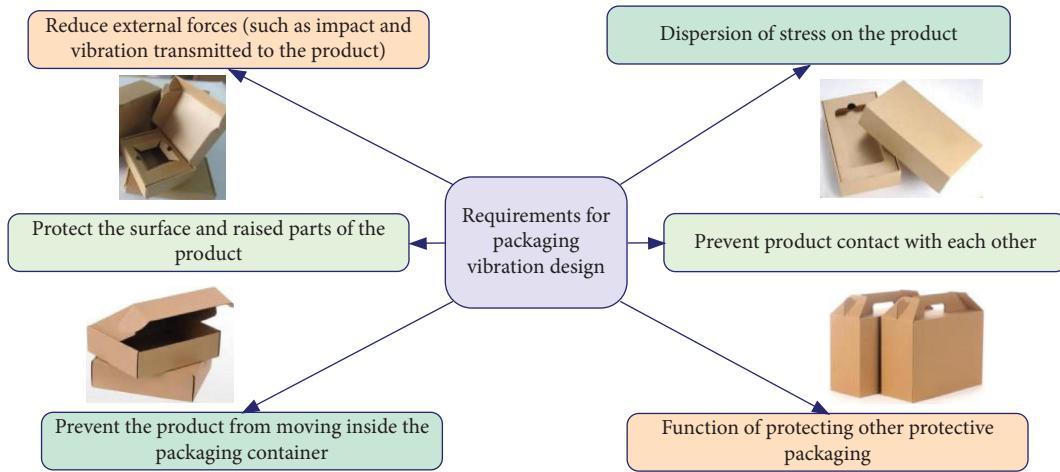 Reduce external forces (such as impact and
vibration transmitted to the product)
Dispersion of stress on the product
Requirements for
packaging
vibration design
Protect the surface and raised parts of the
product
Prevent product contact with each other
Prevent the product from moving inside the
packaging container
Function of protecting other protective
packaging